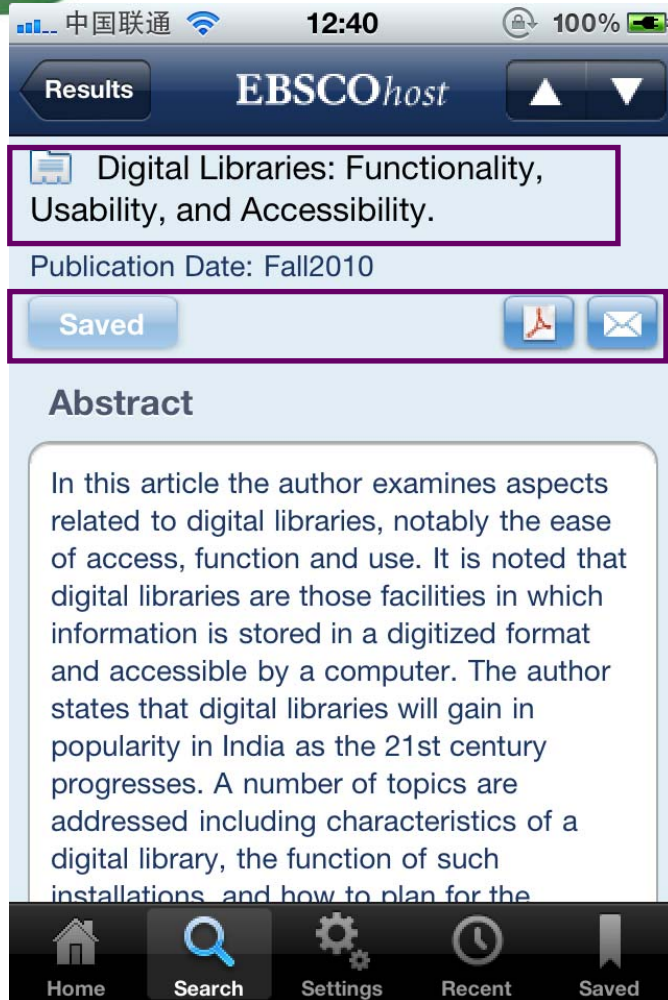 中国联通 12:40 100%
Results EBSCOhost
Digital Libraries: Functionality,
Usability, and Accessibility.
Publication Date: Fall2010
Saved
Abstract
In this article the author examines aspects
related to digital libraries, notably the ease
of access, function and use. It is noted that
digital libraries are those facilities in which
information is stored in a digitized format
and accessible by a computer. The author
states that digital libraries will gain in
popularity in India as the 21st century
progresses. A number of topics are
addressed including characteristics of a
digital library, the function of such
installations, and how to plan for the
Home Search Settings Recent Saved